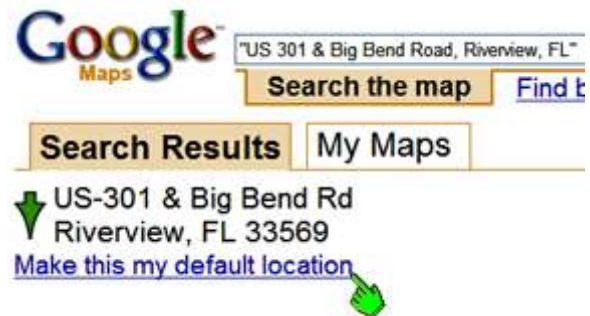 Google
Maps
"US 301 & Big Bend Road, Riverview, FL"
Search the map
Find b
Search Results
My Maps
US-301 & Big Bend Rd
Riverview, FL 33569
Make this my default location